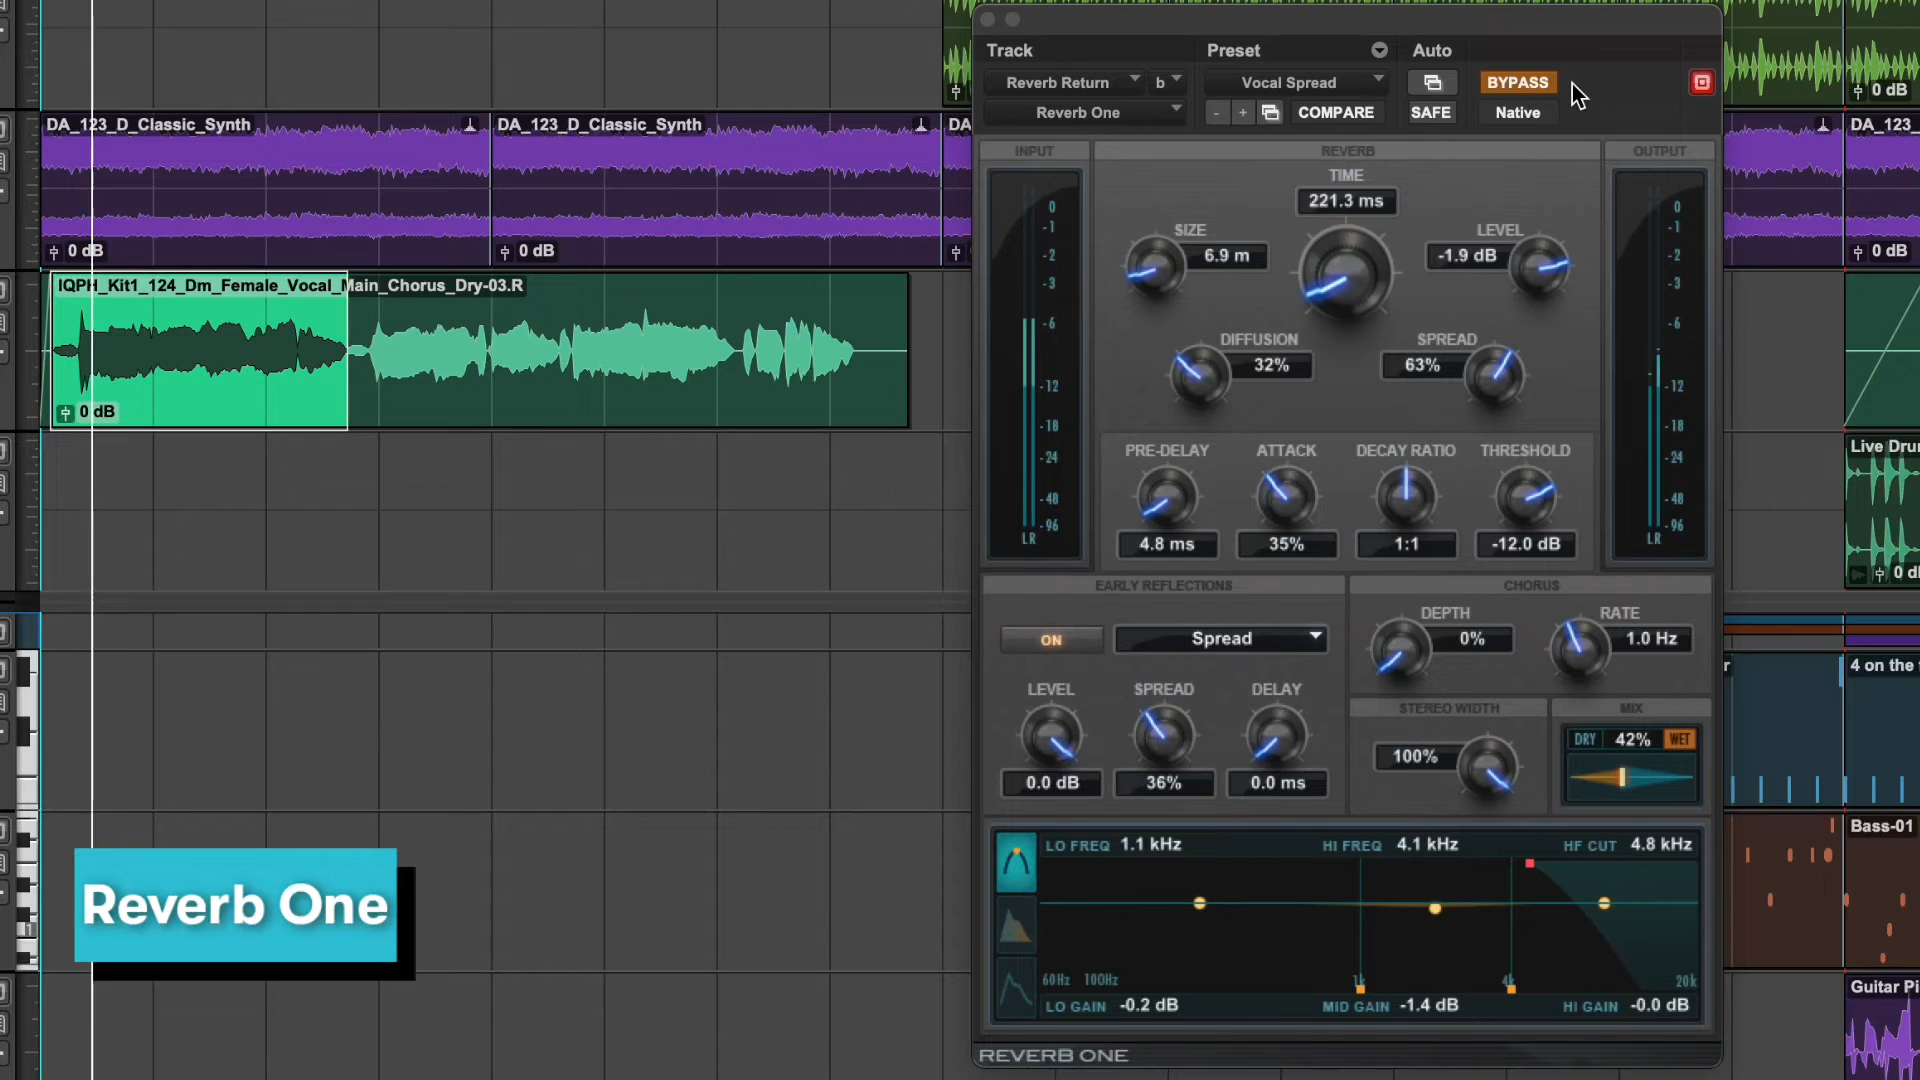 Track
Preset
Auto
Reverb Return
b
Vocal Spread
BYPASS
Reverb One
-
+
COMPARE
SAFE
Native
0 dB
DA_123_D_Classic_Synth
DA_123_D_Classic_Synth
DA
DA_123_
0 dB
0 dB
0 dB
IQPH_Kit1_124_Dm_Female_Vocal_Main_Chorus_Dry-03.R
0 dB
INPUT
REVERB
OUTPUT
TIME
221.3 ms
SIZE
6.9 m
LEVEL
-1.9 dB
DIFFUSION
32%
SPREAD
63%
PRE-DELAY
ATTACK
DECAY RATIO
THRESHOLD
4.8 ms
35%
1:1
-12.0 dB
0
-1
-2
-3
-6
-12
-18
-24
-48
-96
LR
0
-1
-2
-3
-6
-12
-18
-24
-48
-96
LR
Live Dru
EARLY REFLECTIONS
CHORUS
ON
Spread
DEPTH
0%
RATE
1.0 Hz
LEVEL
SPREAD
DELAY
0.0 dB
36%
0.0 ms
STEREO WIDTH
100%
MIX
DRY
42%
WET
4 on the
Bass-01
Guitar Pi
LO FREQ 1.1 kHz
HI FREQ 4.1 kHz
HF CUT 4.8 kHz
60Hz 100Hz 1k 4k 20k
LO GAIN -0.2 dB
MID GAIN -1.4 dB
HI GAIN -0.0 dB
REVERB ONE
Reverb One